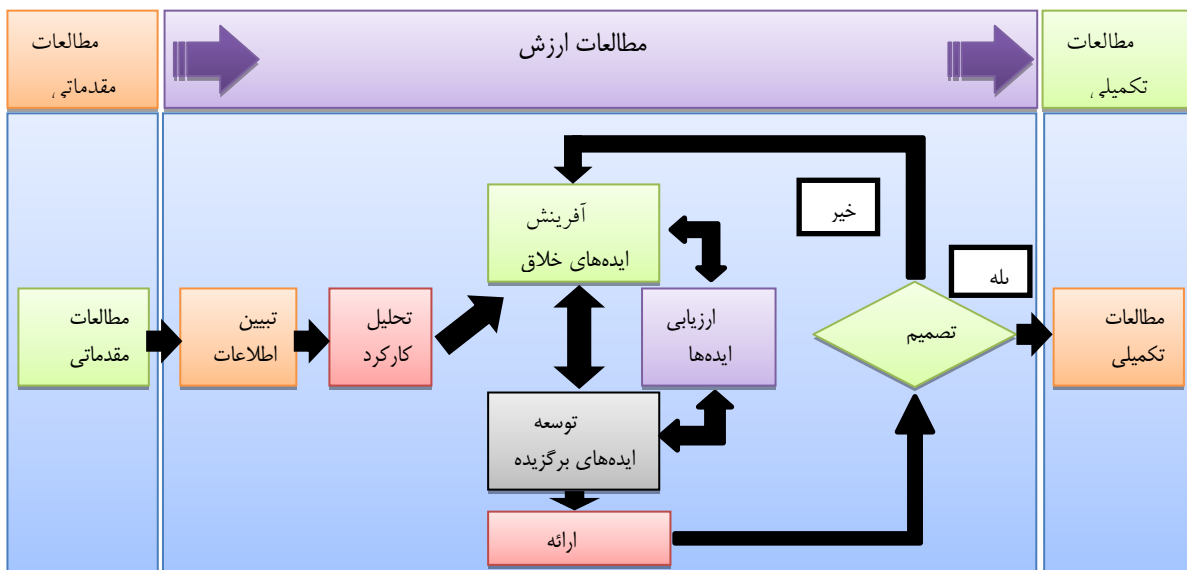 مطالعات
مقدماتی
مطالعات ارزش
مطالعات
تکمیلی
مطالعات
مقدماتی
تبیین
اطلاعات
تحلیل
کارکرد
آفرینش
ایده‌های خلاق
ارزیابی
ایده‌ها
توسعه
ایده‌های برگزیده
ارائه
تصمیم
خیر
بله
مطالعات
تکمیلی